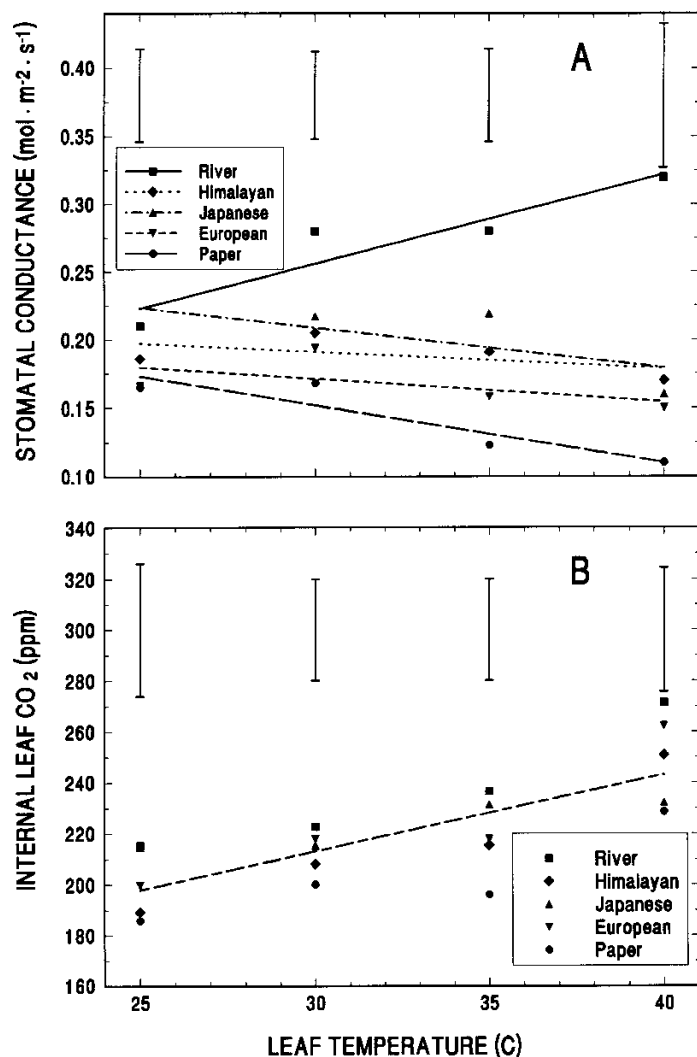 STOMATAL CONDUCTANCE (mol · m⁻² · s⁻¹)
0.40
0.35
0.30
0.25
0.20
0.15
0.10
A
River
Himalayan
Japanese
European
Paper
INTERNAL LEAF CO₂ (ppm)
340
320
300
280
260
240
220
200
180
160
B
River
Himalayan
Japanese
European
Paper
25 30 35 40
LEAF TEMPERATURE (C)